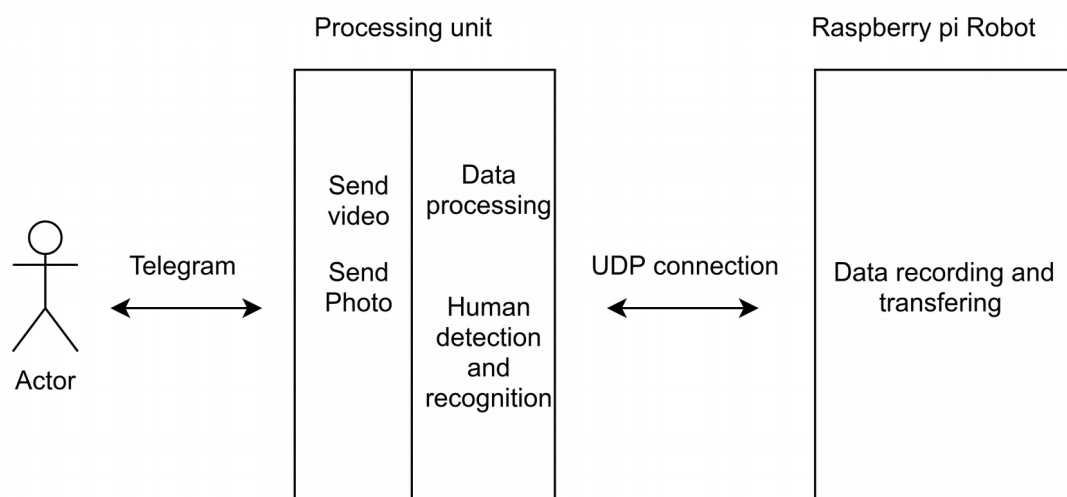 Processing unit
Raspberry pi Robot
Send
video
Send
Photo
Data
processing
Human
detection
and
recognition
Telegram
Actor
UDP connection
Data recording and
transfering